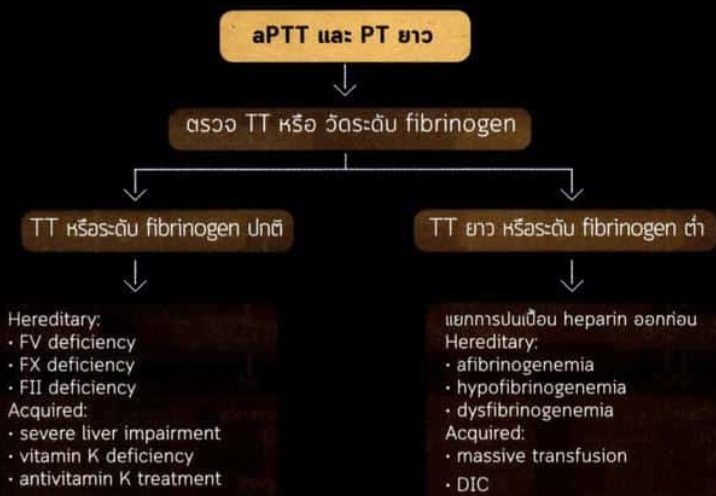 aPTT และ PT ยาว
ตรวจ TT หรือ วัดระดับ fibrinogen
TT หรือระดับ fibrinogen ปกติ
TT ยาว หรือระดับ fibrinogen ต่ำ
Hereditary:
· FV deficiency
· FX deficiency
· FII deficiency
Acquired:
· severe liver impairment
· vitamin K deficiency
· antivitamin K treatment
แยกการปนเปื้อน heparin ออกก่อน
Hereditary:
· afibrinogenemia
· hypofibrinogenemia
· dysfibrinogenemia
Acquired:
· massive transfusion
· DIC